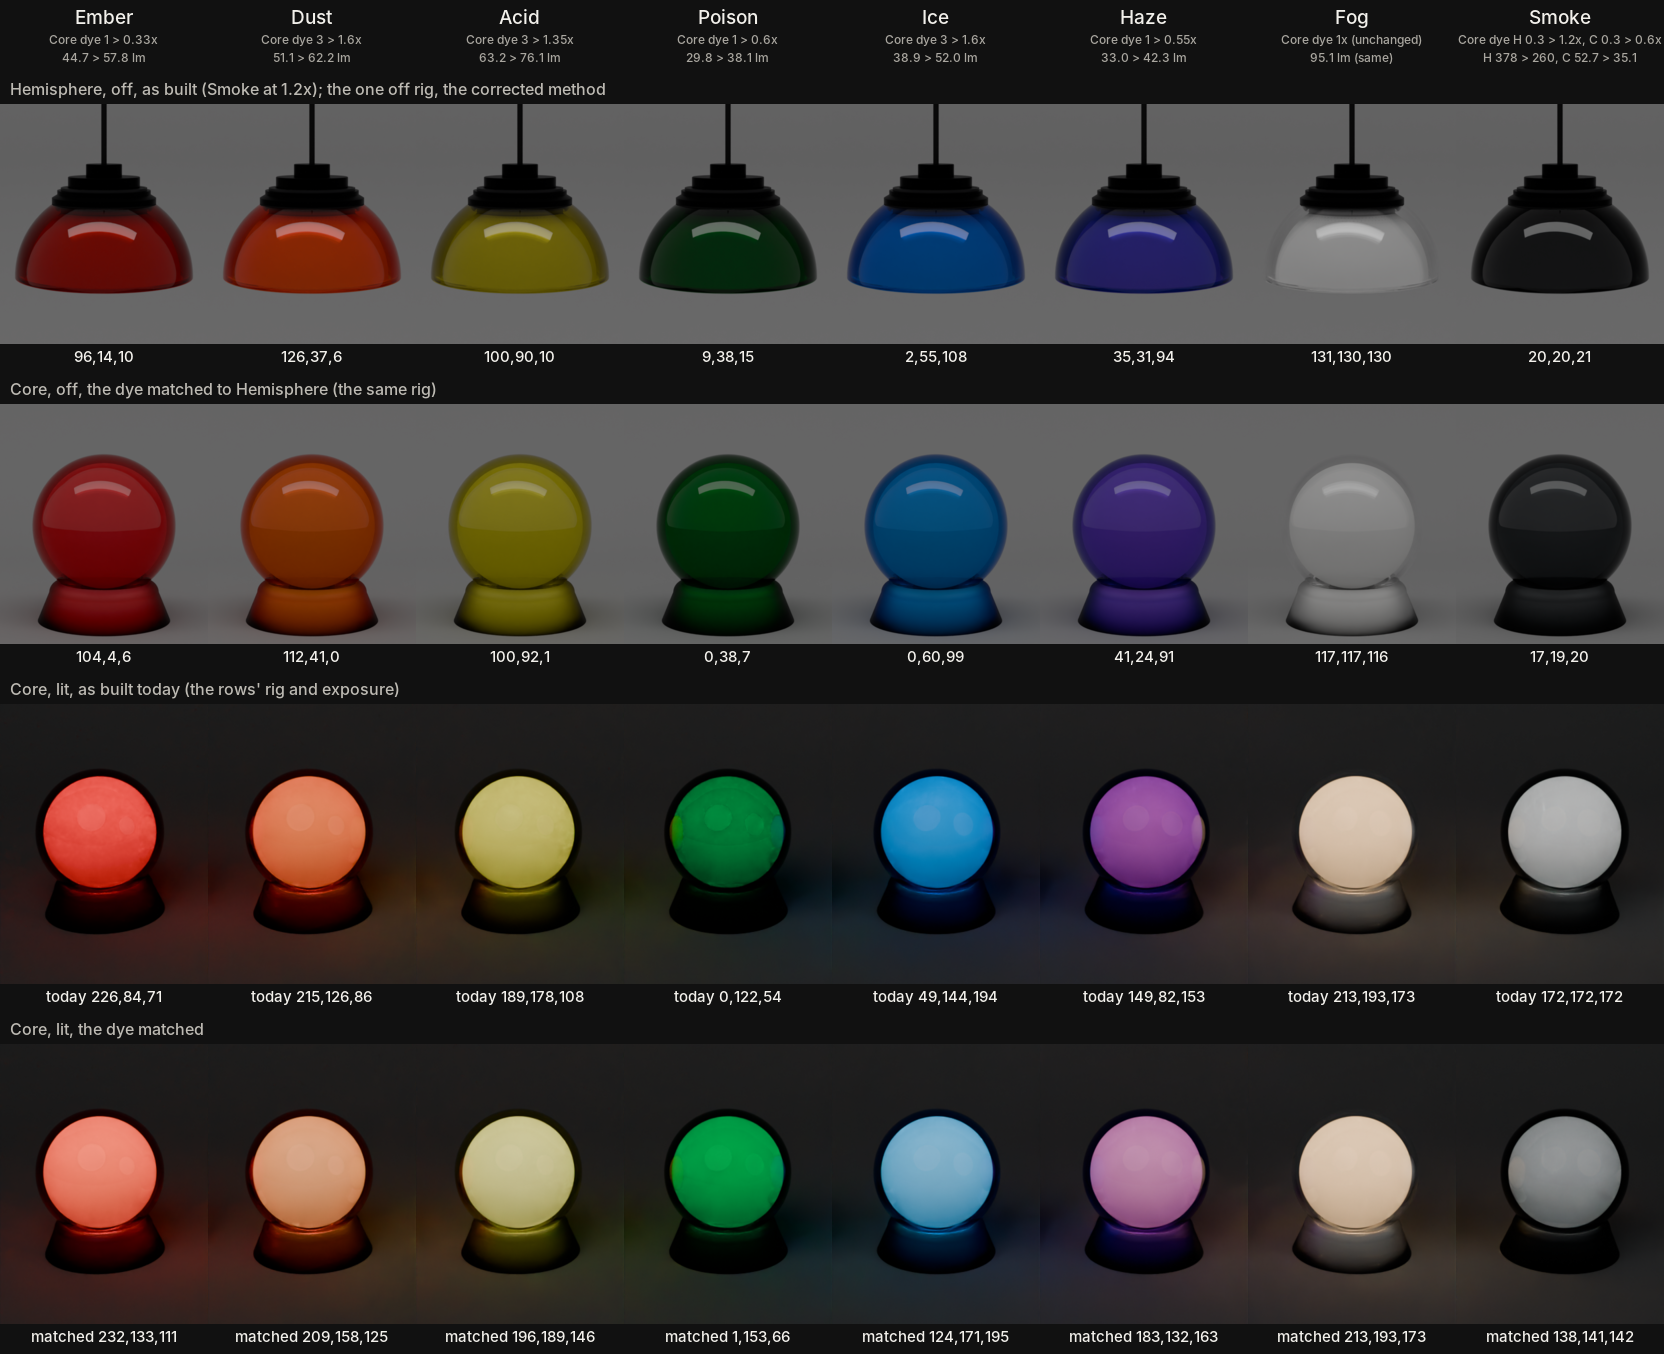 Ember Dust Acid Poison Ice Haze Fog Smoke
Core dye 1 > 0.33x Core dye 3 > 1.6x Core dye 3 > 1.35x Core dye 1 > 0.6x Core dye 3 > 1.6x Core dye 1 > 0.55x Core dye 1x (unchanged) Core dye H 0.3 > 1.2x, C 0.3 > 0.6x
44.7 > 57.8 lm 51.1 > 62.2 lm 63.2 > 76.1 lm 29.8 > 38.1 lm 38.9 > 52.0 lm 33.0 > 42.3 lm 95.1 lm (same) H 378 > 260, C 52.7 > 35.1
Hemisphere, off, as built (Smoke at 1.2x); the one off rig, the corrected method
96,14,10 126,37,6 100,90,10 9,38,15 2,55,108 35,31,94 131,130,130 20,20,21
Core, off, the dye matched to Hemisphere (the same rig)
104,4,6 112,41,0 100,92,1 0,38,7 0,60,99 41,24,91 117,117,116 17,19,20
Core, lit, as built today (the rows' rig and exposure)
today 226,84,71 today 215,126,86 today 189,178,108 today 0,122,54 today 49,144,194 today 149,82,153 today 213,193,173 today 172,172,172
Core, lit, the dye matched
matched 232,133,111 matched 209,158,125 matched 196,189,146 matched 1,153,66 matched 124,171,195 matched 183,132,163 matched 213,193,173 matched 138,141,142